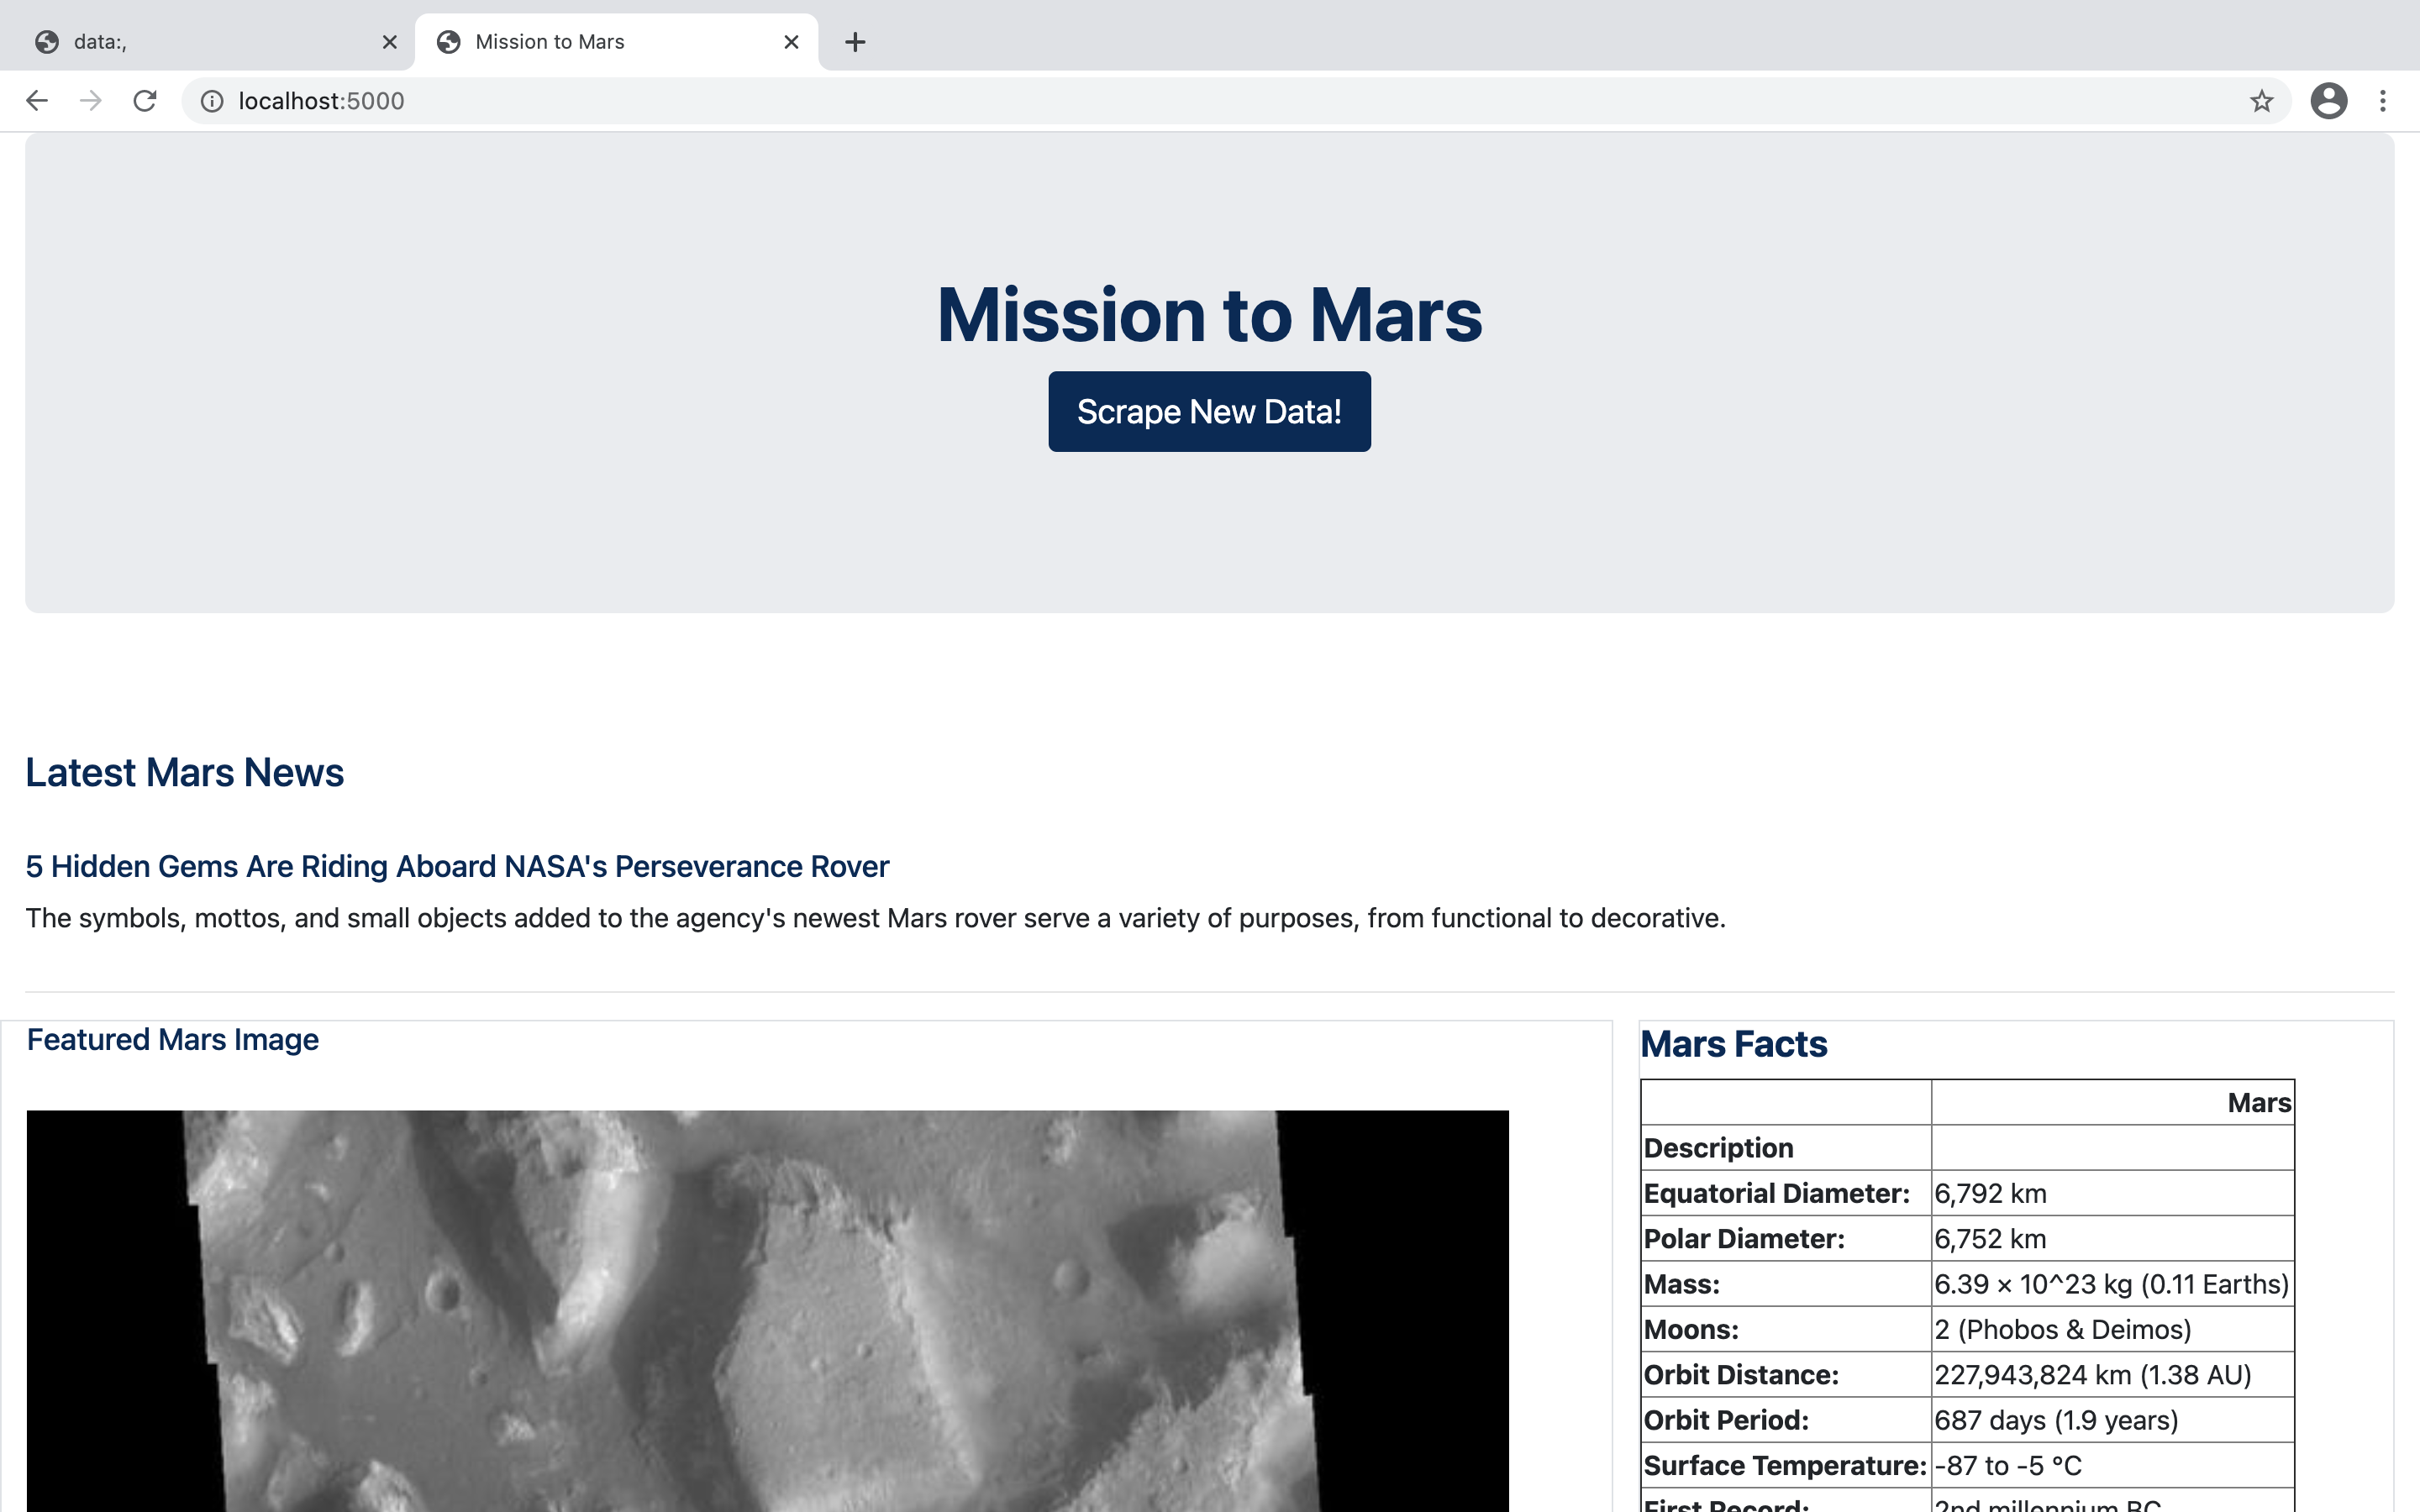 data:,
Mission to Mars
localhost:5000
Mission to Mars
Scrape New Data!
Latest Mars News
5 Hidden Gems Are Riding Aboard NASA's Perseverance Rover
The symbols, mottos, and small objects added to the agency's newest Mars rover serve a variety of purposes, from functional to decorative.
Featured Mars Image
Mars Facts
Mars
Description
Equatorial Diameter: 6,792 km
Polar Diameter: 6,752 km
Mass: 6.39 × 10^23 kg (0.11 Earths)
Moons: 2 (Phobos & Deimos)
Orbit Distance: 227,943,824 km (1.38 AU)
Orbit Period: 687 days (1.9 years)
Surface Temperature: -87 to -5 °C
First Record: 2nd millennium BC